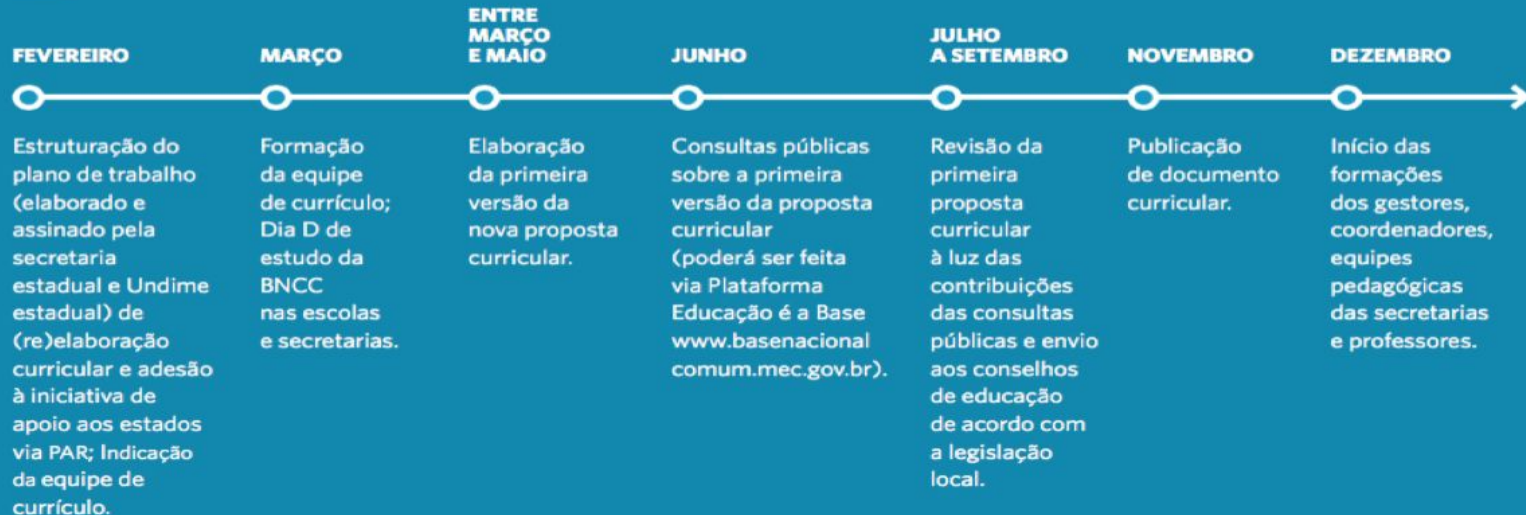 FEVEREIRO
Estruturação do
plano de trabalho
(elaborado e
assinado pela
secretaria
estadual e Undime
estadual) de
(re)elaboração
curricular e adesão
à iniciativa de
apoio aos estados
via PAR; Indicação
da equipe de
currículo.
MARÇO
Formação
da equipe
de currículo;
Dia D de
estudo da
BNCC
nas escolas
e secretarias.
ENTRE
MARÇO
E MAIO
Elaboração
da primeira
versão da
nova proposta
curricular.
JUNHO
Consultas públicas
sobre a primeira
versão da proposta
curricular
(poderá ser feita
via Plataforma
Educação é a Base
www.basenacional
comum.mec.gov.br).
JULHO
A SETEMBRO
Revisão da
primeira
proposta
curricular
à luz das
contribuições
das consultas
públicas e envio
aos conselhos
de educação
de acordo com
a legislação
local.
NOVEMBRO
Publicação
de documento
curricular.
DEZEMBRO
Início das
formações
dos gestores,
coordenadores,
equipes
pedagógicas
das secretarias
e professores.